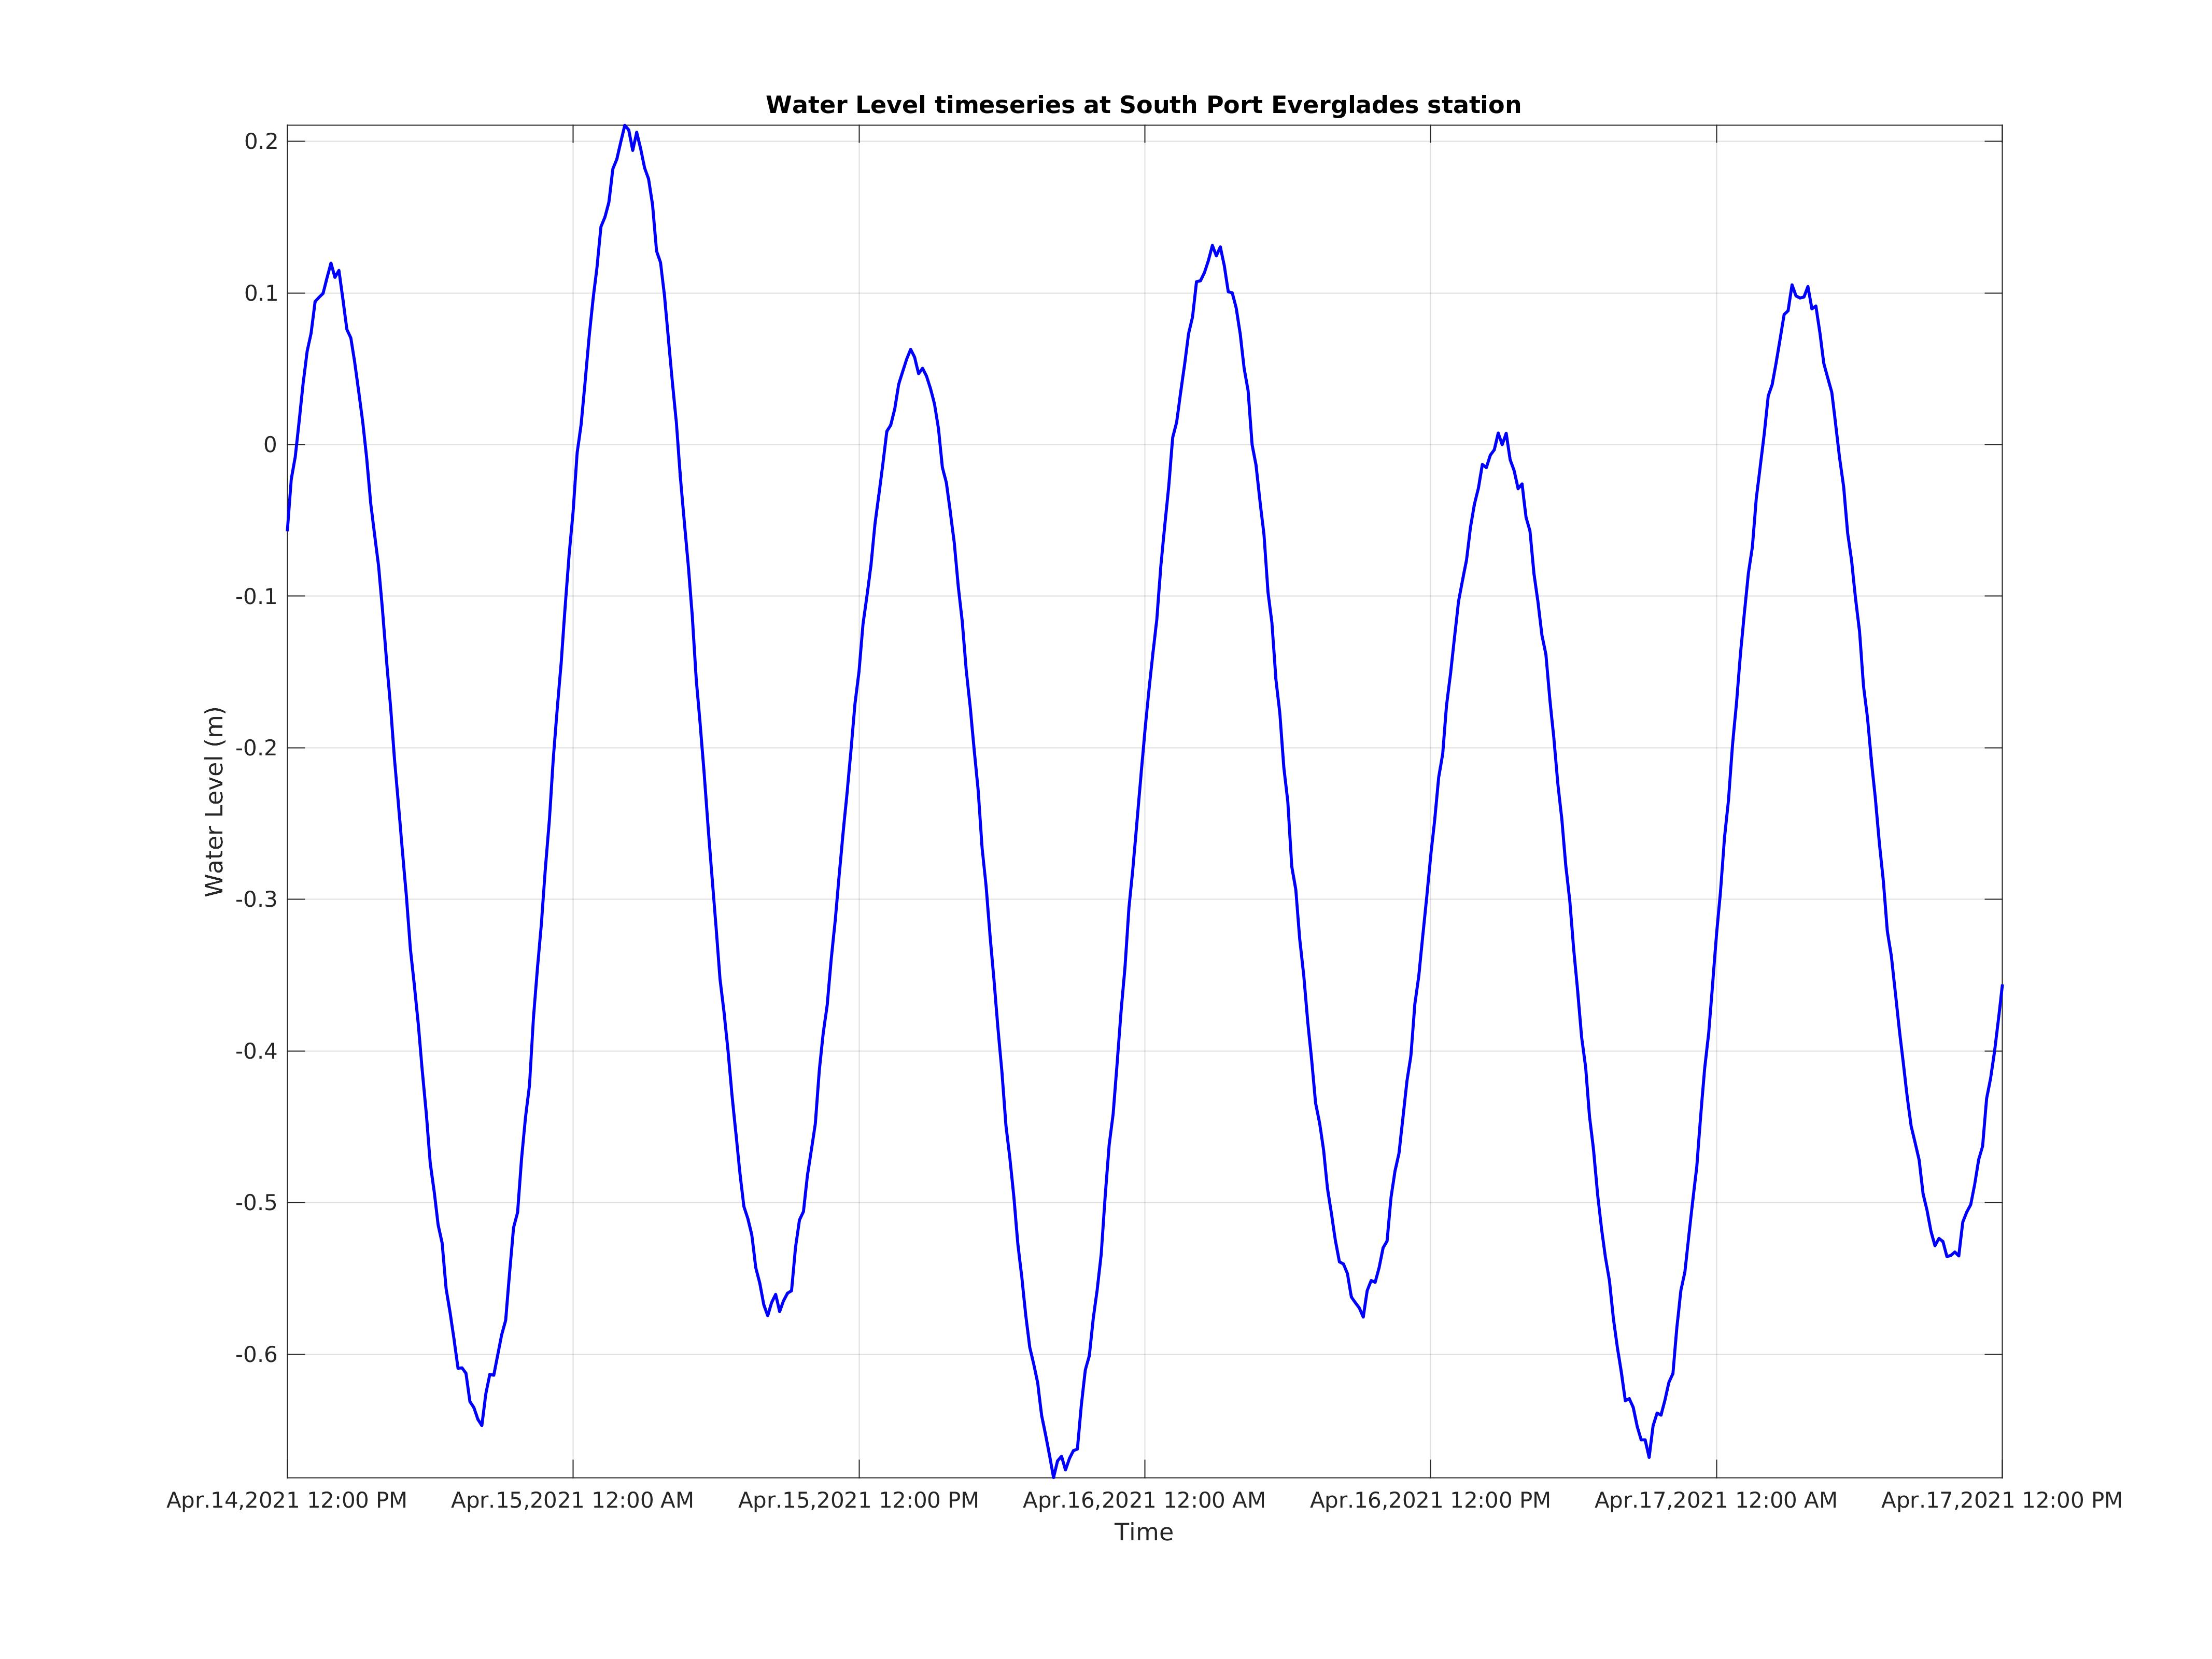 Water Level timeseries at South Port Everglades station
0.2
0.1
0
-0.1
-0.2
-0.3
-0.4
-0.5
-0.6
Water Level (m)
Apr.14,2021 12:00 PM
Apr.15,2021 12:00 AM
Apr.15,2021 12:00 PM
Apr.16,2021 12:00 AM
Apr.16,2021 12:00 PM
Apr.17,2021 12:00 AM
Apr.17,2021 12:00 PM
Time